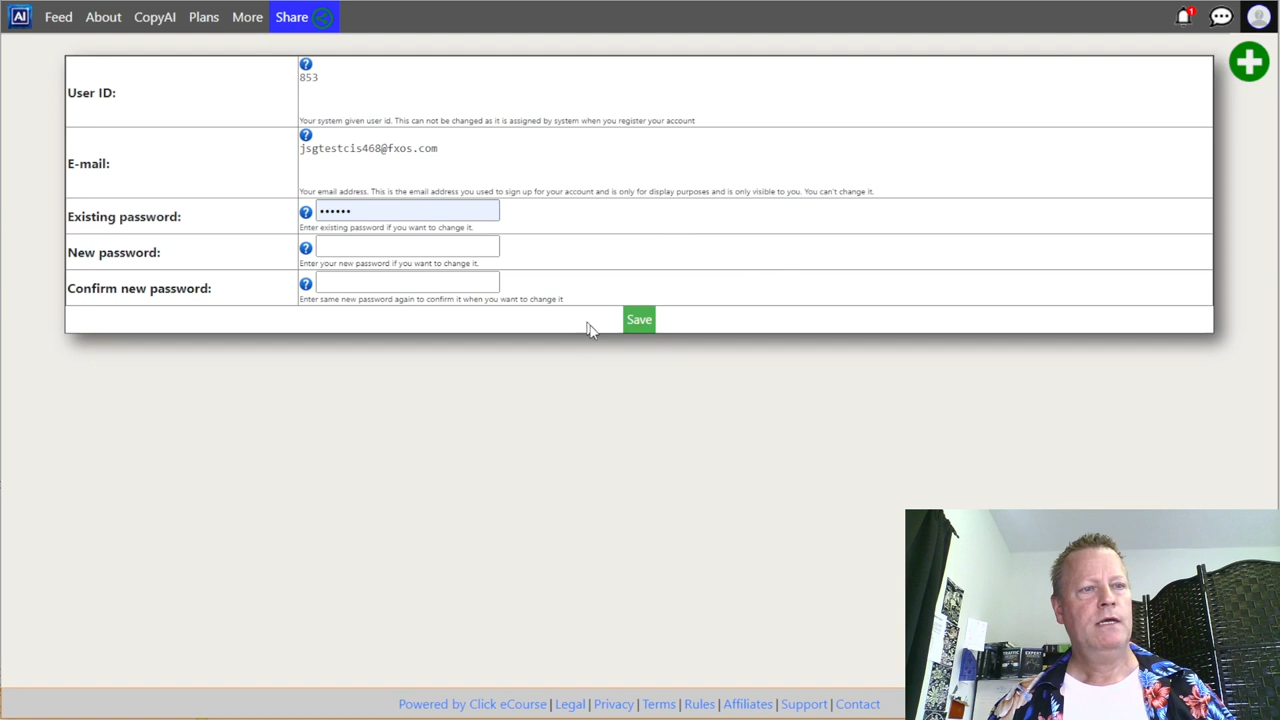 AI Feed About CopyAI Plans More Share 1
User ID:
?
853
Your system given user id. This can not be changed as it is assigned by system when you register your account
E-mail:
?
jsgtestcis468@fxos.com
Your email address. This is the email address you used to sign up for your account and is only for display purposes and is only visible to you. You can't change it.
Existing password:
? ••••••
Enter existing password if you want to change it.
New password:
?
Enter your new password if you want to change it.
Confirm new password:
?
Enter same new password again to confirm it when you want to change it
Save
TRAFFIC EXPERT
Powered by Click eCourse | Legal | Privacy | Terms | Rules | Affiliates | Support | Contact